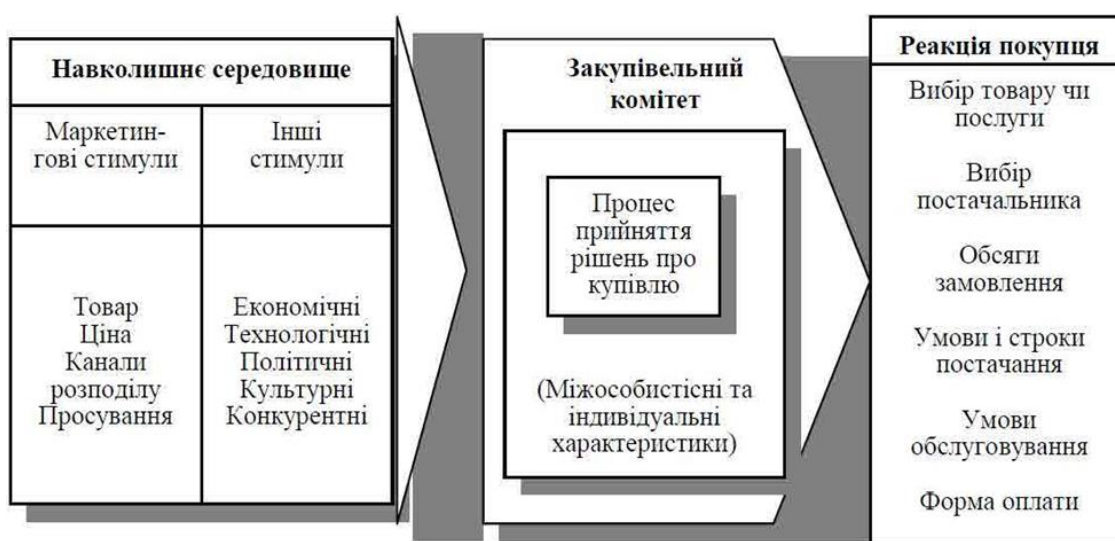 Навколишнє середовище
Маркетин-
гові стимули
Інші
стимули
Товар
Ціна
Канали
розподілу
Просування
Економічні
Технологічні
Політичні
Культурні
Конкурентні
Закупівельний
комітет
Процес
прийняття
рішень про
купівлю
(Міжособистісні та
індивідуальні
характеристики)
Реакція покупця
Вибір товару чи
послуги
Вибір
постачальника
Обсяги
замовлення
Умови і строки
постачання
Умови
обслуговування
Форма оплати